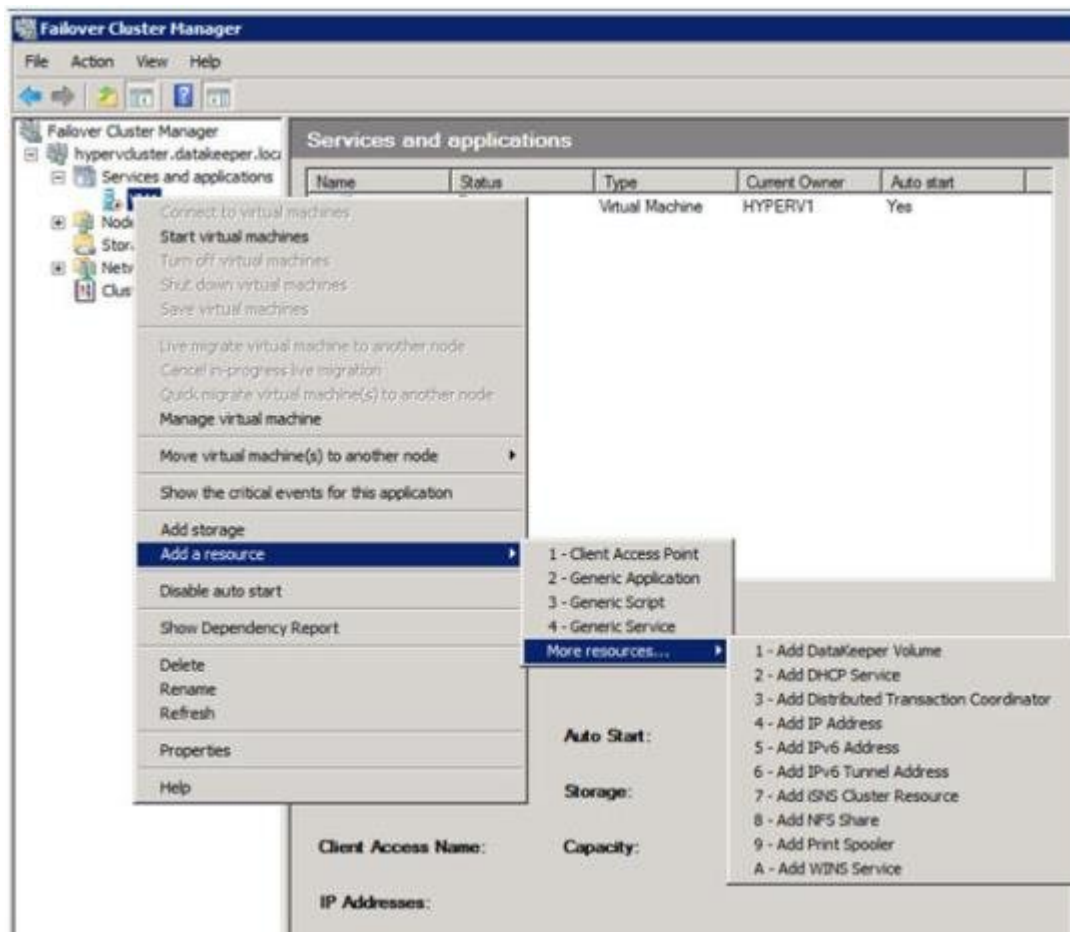 Failover Cluster Manager
File Action View Help
Failover Cluster Manager
hypervcluster.datakeeper.loca
Services and applications
Node
Stor
Netv
Clus
Services and applications
Name Status Type Current Owner Auto start
Virtual Machine HYPERV1 Yes
Connect to virtual machines
Start virtual machines
Turn off virtual machines
Shut down virtual machines
Save virtual machines
Live migrate virtual machine to another node
Cancel in-progress live migration
Quick migrate virtual machine(s) to another node
Manage virtual machine
Move virtual machine(s) to another node
Show the critical events for this application
Add storage
Add a resource
Disable auto start
Show Dependency Report
Delete
Rename
Refresh
Properties
Help
1 - Client Access Point
2 - Generic Application
3 - Generic Script
4 - Generic Service
More resources...
1 - Add DataKeeper Volume
2 - Add DHCP Service
3 - Add Distributed Transaction Coordinator
4 - Add IP Address
5 - Add IPv6 Address
6 - Add IPv6 Tunnel Address
7 - Add iSNS Cluster Resource
8 - Add NFS Share
9 - Add Print Spooler
A - Add WINS Service
Auto Start:
Storage:
Client Access Name: Capacity:
IP Addresses: